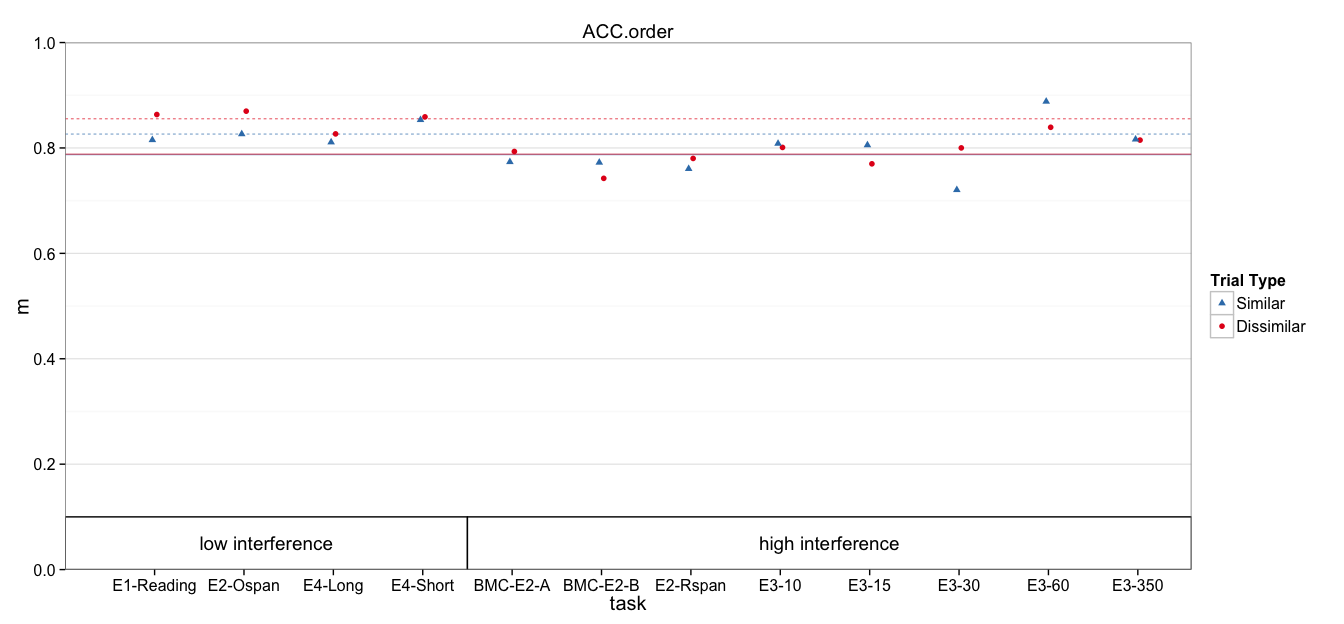 ACC.order
1.0
0.8
0.6
0.4
0.2
0.0
m
low interference
high interference
E1-Reading
E2-Ospan
E4-Long
E4-Short
BMC-E2-A
BMC-E2-B
E2-Rspan
E3-10
E3-15
E3-30
E3-60
E3-350
task
Trial Type
Similar
Dissimilar